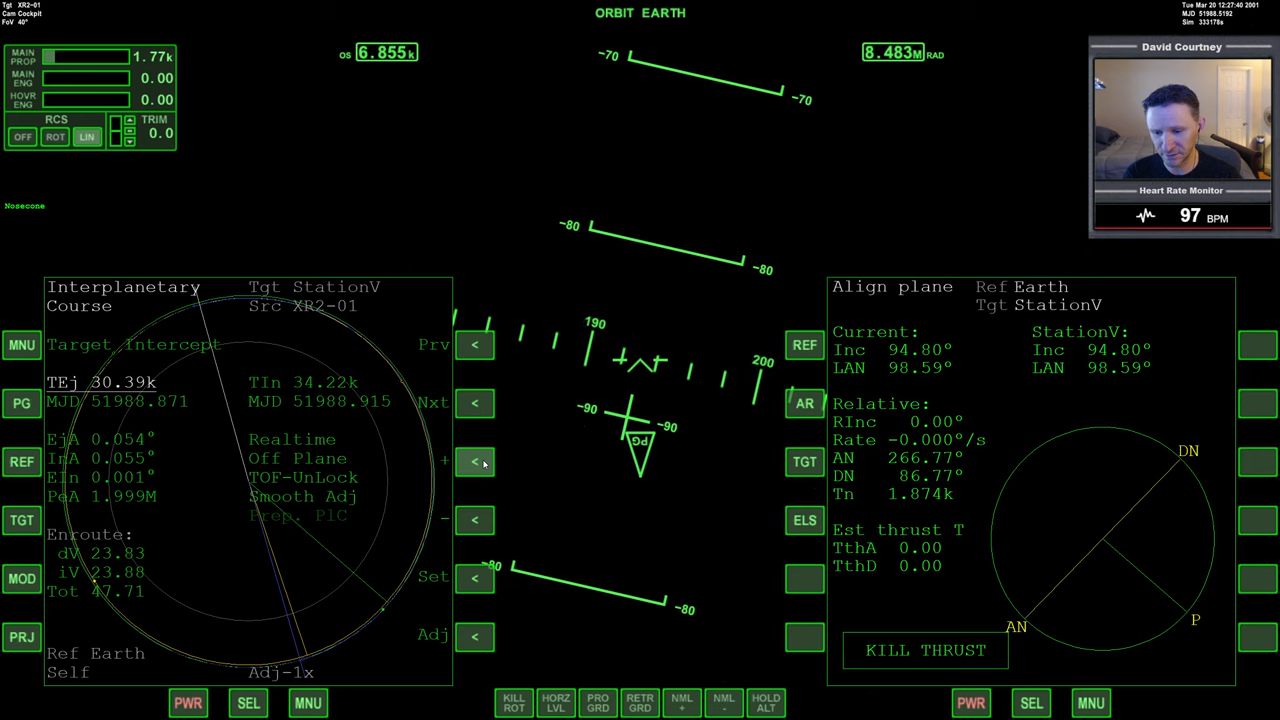 Tgt XR2-01
Cam Cockpit
FoV 40°
ORBIT EARTH
Tue Mar 20 12:27:40 2001
MJD 51988.5192
Sim 333178s
MAIN PROP 1.77k
MAIN ENG 0.00
HOVR ENG 0.00
RCS
OFF ROT LIN
TRIM
0.0
OS 6.855k
8.483M RAD
David Courtney
Heart Rate Monitor
97 BPM
Nosecone
-70 -70
-80 -80
190
200
-90 -90
PG
-80 -80
Interplanetary Tgt StationV
Course Src XR2-01
Target Intercept
TEj 30.39k TIn 34.22k
MJD 51988.871 MJD 51988.915
EjA 0.054° Realtime
InA 0.055° Off Plane
EIn 0.001° TOF-UnLock
PeA 1.999M Smooth Adj
Prep. PlC
Enroute:
dV 23.83
iV 23.88
Tot 47.71
Ref Earth
Self Adj-1x
MNU
PG
REF
TGT
MOD
PRJ
Prv <
Nxt <
+ <
- <
Set <
Adj <
PWR SEL MNU
KILL ROT
HORZ LVL
PRO GRD
RETR GRD
NML +
NML -
HOLD ALT
REF
AR
TGT
ELS
Align plane Ref Earth
Tgt StationV
Current: StationV:
Inc 94.80° Inc 94.80°
LAN 98.59° LAN 98.59°
Relative:
RInc 0.00°
Rate -0.000°/s
AN 266.77°
DN 86.77°
Tn 1.874k
Est thrust T
TthA 0.00
TthD 0.00
DN
AN
P
KILL THRUST
PWR SEL MNU